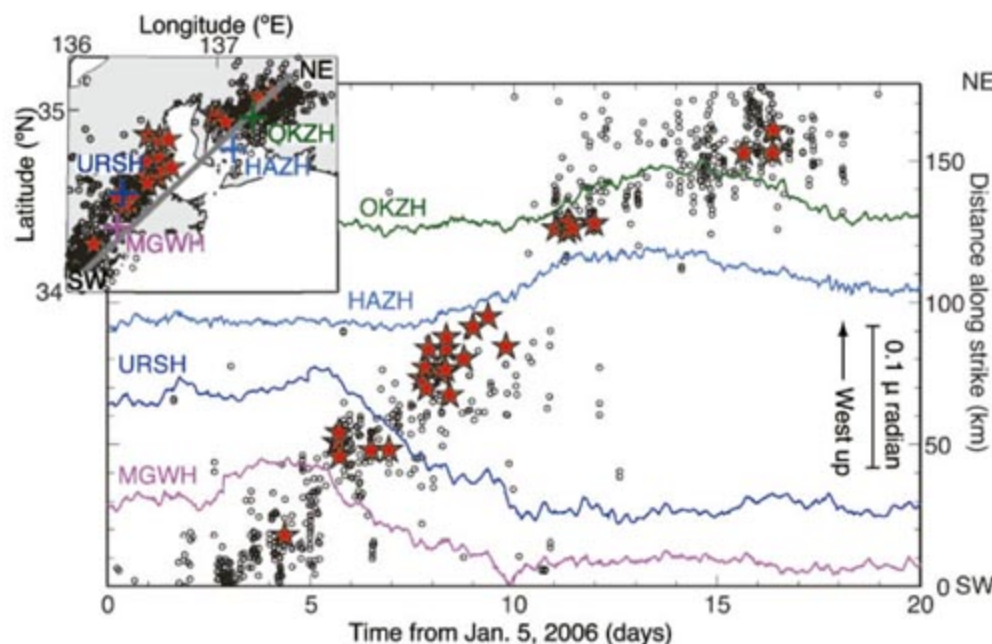 Longitude (°E)
136 137
NE
35
OKZH
URSH
HAZH
MGWH
SW
34
Latitude (°N)
NE
150
OKZH
HAZH
100
URSH
0.1 μ radian
West up
50
MGWH
0 SW
Distance along strike (km)
0 5 10 15 20
Time from Jan. 5, 2006 (days)